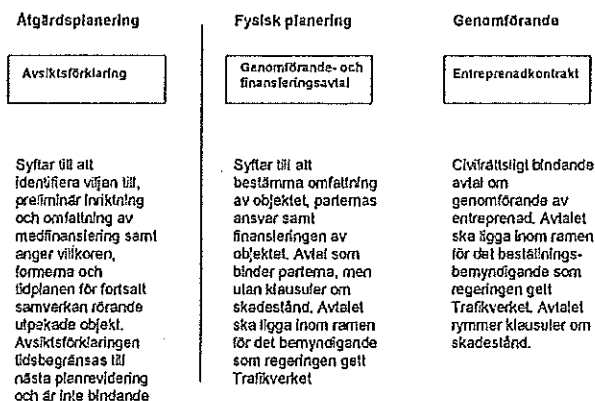 Åtgärdsplanering
Avsiktsförklaring
Syftar till att
identifiera viljan till,
preliminär inriktning
och omfattning av
medfinansiering samt
anger villkoren,
formerna och
tidplanen för fortsatt
samverkan rörande
utpekade objekt.
Avsiktsförklaringen
tidsbegränsas till
nästa planrevidering
och är inte bindande
Fysisk planering
Genomförande- och
finansieringsavtal
Syftar till att
bestämma omfattning
av objektet, parternas
ansvar samt
finansieringen av
objektet. Avtal som
binder parterna, men
utan klausuler om
skadestånd. Avtalet
ska ligga inom ramen
för det bemyndigande
som regeringen gett
Trafikverket
Genomförande
Entreprenadkontrakt
Civilrättsligt bindande
avtal om
genomförande av
entreprenad. Avtalet
ska ligga inom ramen
för det beställnings-
bemyndigande som
regeringen gett
Trafikverket. Avtalet
rymmer klausuler om
skadestånd.